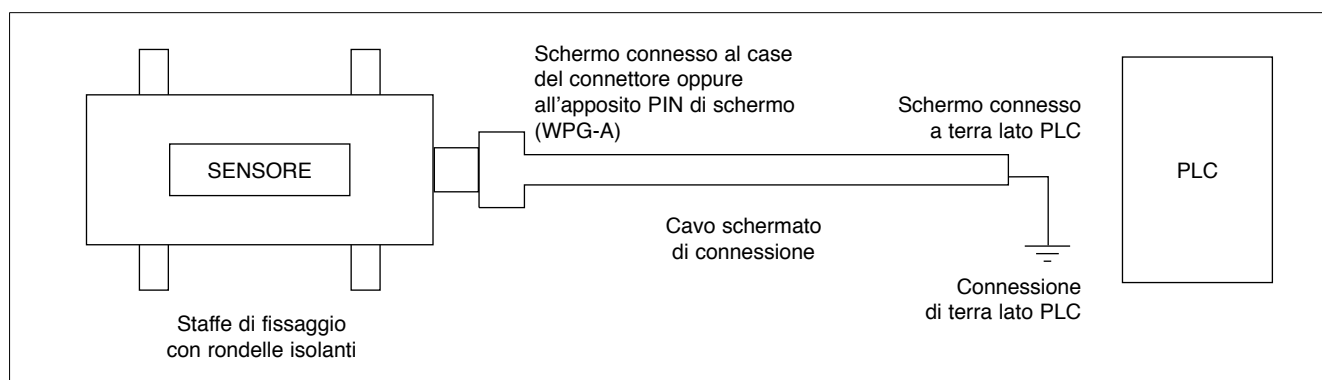 Schermo connesso al case
del connettore oppure
all'apposito PIN di schermo
(WPG-A)
Schermo connesso
a terra lato PLC
SENSORE
PLC
Cavo schermato
di connessione
Connessione
di terra lato PLC
Staffe di fissaggio
con rondelle isolanti